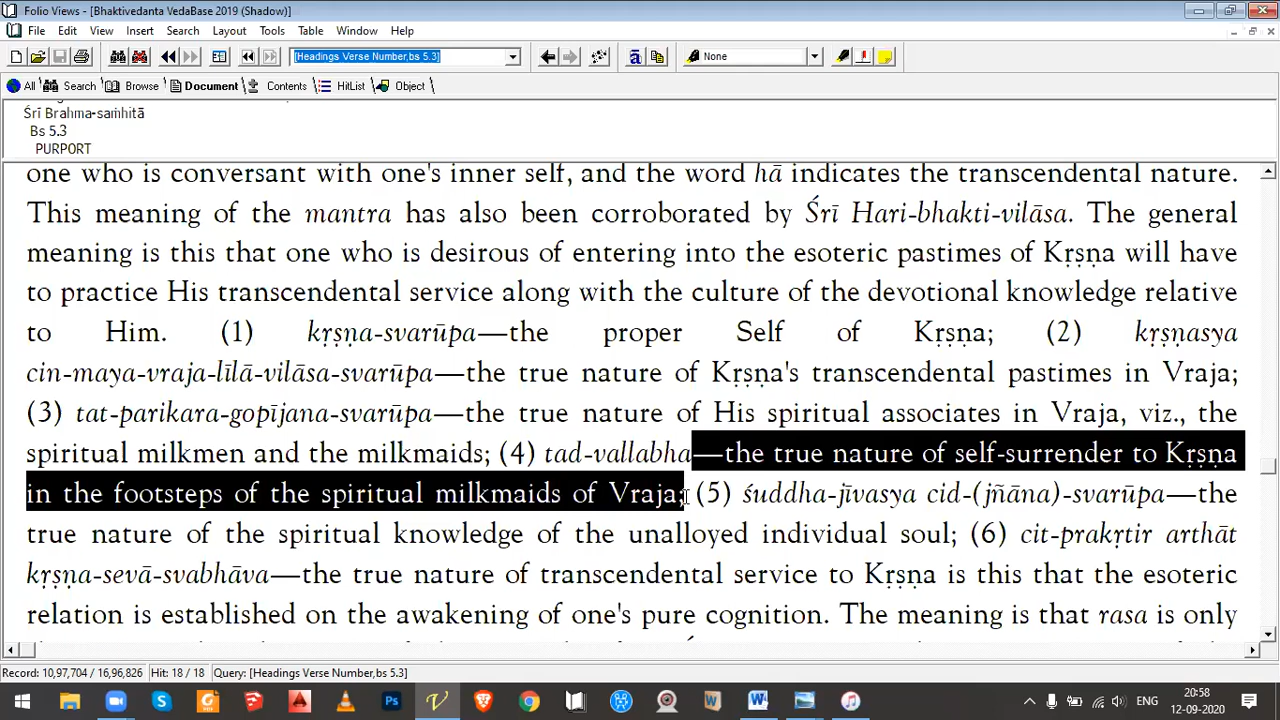 Folio Views - [Bhaktivedanta VedaBase 2019 (Shadow)]
File Edit View Insert Search Layout Tools Table Window Help
[Headings Verse Number,bs 5.3] None
All Search Browse Document Contents HitList Object
Śrī Brahma-saṁhitā
Bs 5.3
PURPORT
one who is conversant with one's inner self, and the word hā indicates the transcendental nature.
This meaning of the mantra has also been corroborated by Śrī Hari-bhakti-vilāsa. The general
meaning is this that one who is desirous of entering into the esoteric pastimes of Kṛṣṇa will have
to practice His transcendental service along with the culture of the devotional knowledge relative
to Him. (1) kṛṣṇa-svarūpa—the proper Self of Kṛṣṇa; (2) kṛṣṇasya
cin-maya-vraja-līlā-vilāsa-svarūpa—the true nature of Kṛṣṇa's transcendental pastimes in Vraja;
(3) tat-parikara-gopījana-svarūpa—the true nature of His spiritual associates in Vraja, viz., the
spiritual milkmen and the milkmaids; (4) tad-vallabha—the true nature of self-surrender to Kṛṣṇa
in the footsteps of the spiritual milkmaids of Vraja; (5) śuddha-jīvasya cid-(jñāna)-svarūpa—the
true nature of the spiritual knowledge of the unalloyed individual soul; (6) cit-prakṛtir arthāt
kṛṣṇa-sevā-svabhāva—the true nature of transcendental service to Kṛṣṇa is this that the esoteric
relation is established on the awakening of one's pure cognition. The meaning is that rasa is only
Record: 10,97,704 / 16,96,826 Hit: 18 / 18 Query: [Headings Verse Number,bs 5.3]
ENG 20:58
12-09-2020